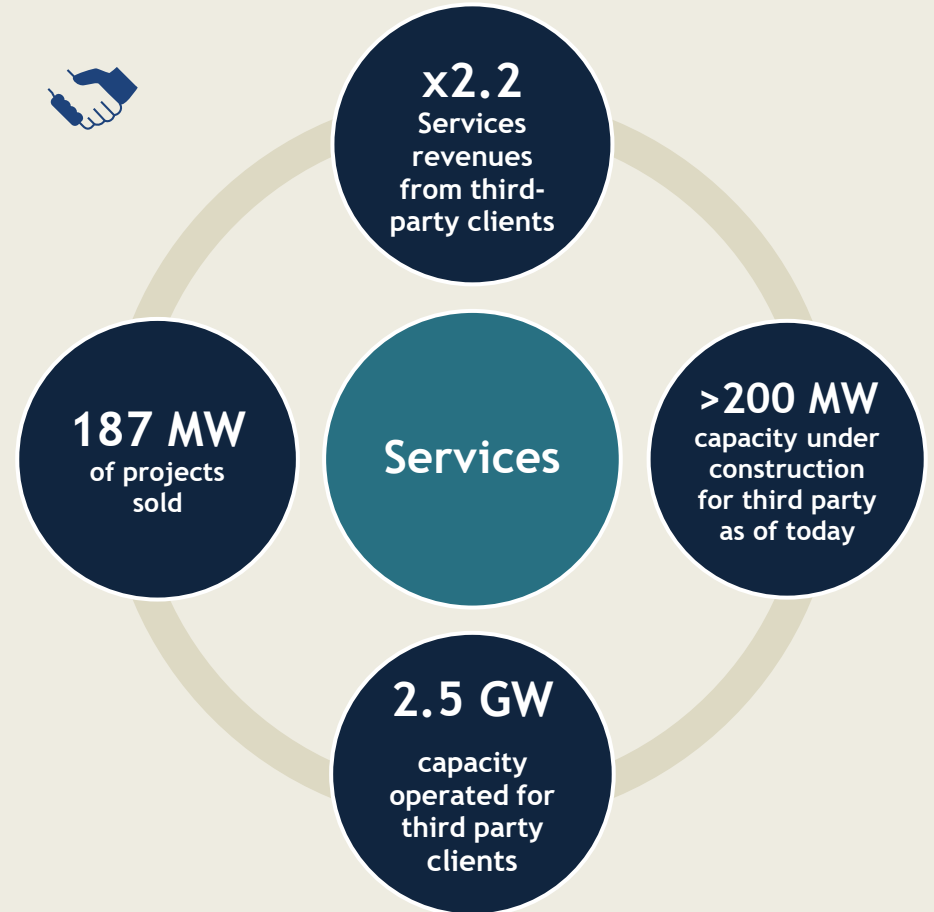 x2.2
Services
revenues
from third-
party clients
187 MW
of projects
sold
Services
>200 MW
capacity under
construction
for third party
as of today
2.5 GW
capacity
operated for
third party
clients